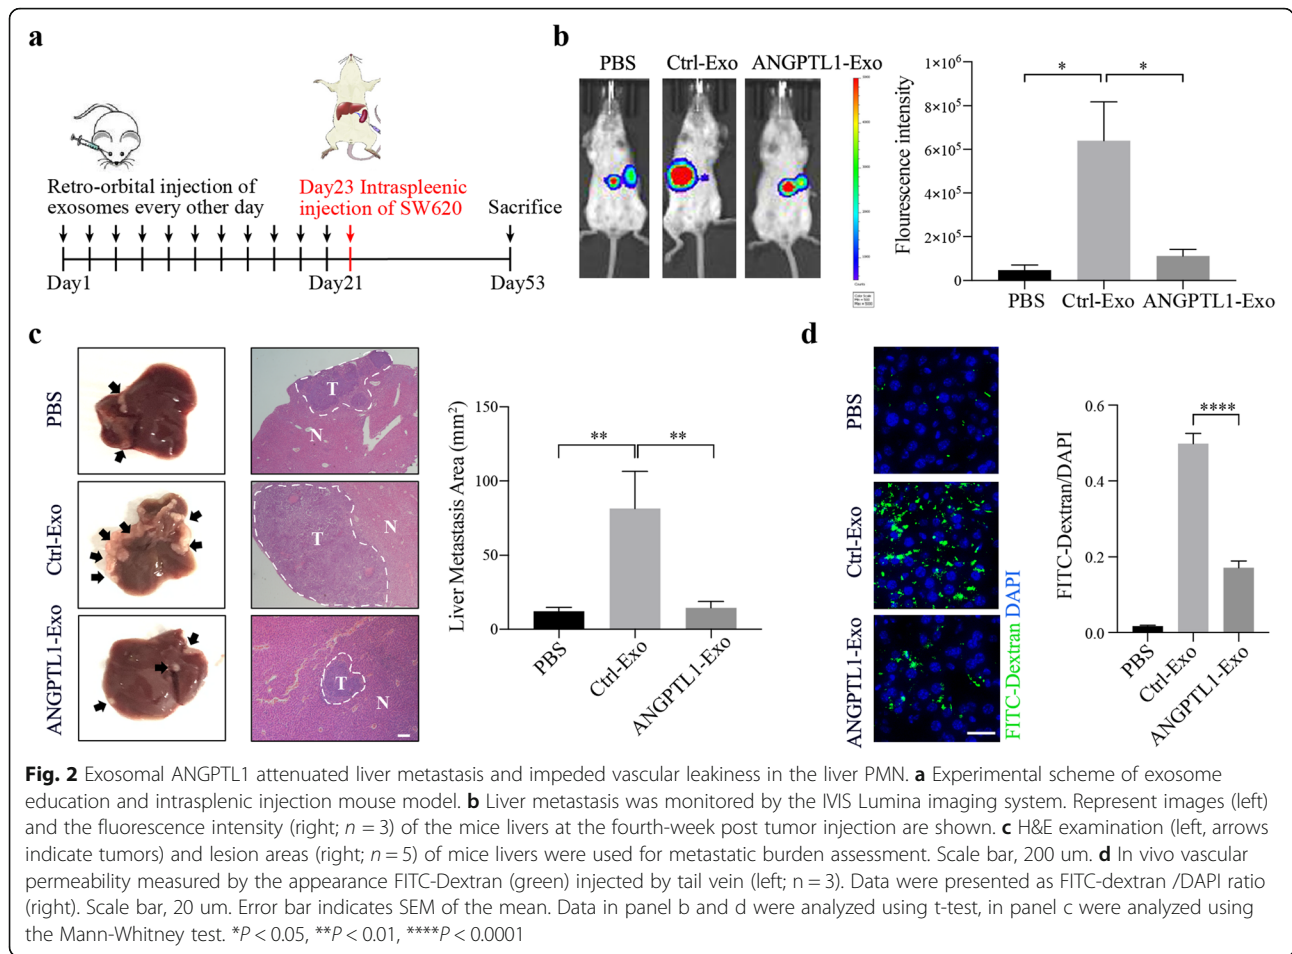 a
Retro-orbital injection of
exosomes every other day
Day23 Intraspleenic
injection of SW620
Sacrifice
Day1
Day21
Day53
b
PBS
Ctrl-Exo
ANGPTL1-Exo
Flourescence intensity
1×10⁶
8×10⁵
6×10⁵
4×10⁵
2×10⁵
0
* *
PBS
Ctrl-Exo
ANGPTL1-Exo
c
PBS
Ctrl-Exo
ANGPTL1-Exo
T
N
T
N
T
N
Liver Metastasis Area (mm²)
150
100
50
0
** **
PBS
Ctrl-Exo
ANGPTL1-Exo
d
PBS
Ctrl-Exo
ANGPTL1-Exo
FITC-Dextran DAPI
FITC-Dextran/DAPI
0.6
0.4
0.2
0.0
****
PBS
Ctrl-Exo
ANGPTL1-Exo
Fig. 2 Exosomal ANGPTL1 attenuated liver metastasis and impeded vascular leakiness in the liver PMN. a Experimental scheme of exosome
education and intrasplenic injection mouse model. b Liver metastasis was monitored by the IVIS Lumina imaging system. Represent images (left)
and the fluorescence intensity (right; n = 3) of the mice livers at the fourth-week post tumor injection are shown. c H&E examination (left, arrows
indicate tumors) and lesion areas (right; n = 5) of mice livers were used for metastatic burden assessment. Scale bar, 200 um. d In vivo vascular
permeability measured by the appearance FITC-Dextran (green) injected by tail vein (left; n = 3). Data were presented as FITC-dextran /DAPI ratio
(right). Scale bar, 20 um. Error bar indicates SEM of the mean. Data in panel b and d were analyzed using t-test, in panel c were analyzed using
the Mann-Whitney test. *P < 0.05, **P < 0.01, ****P < 0.0001